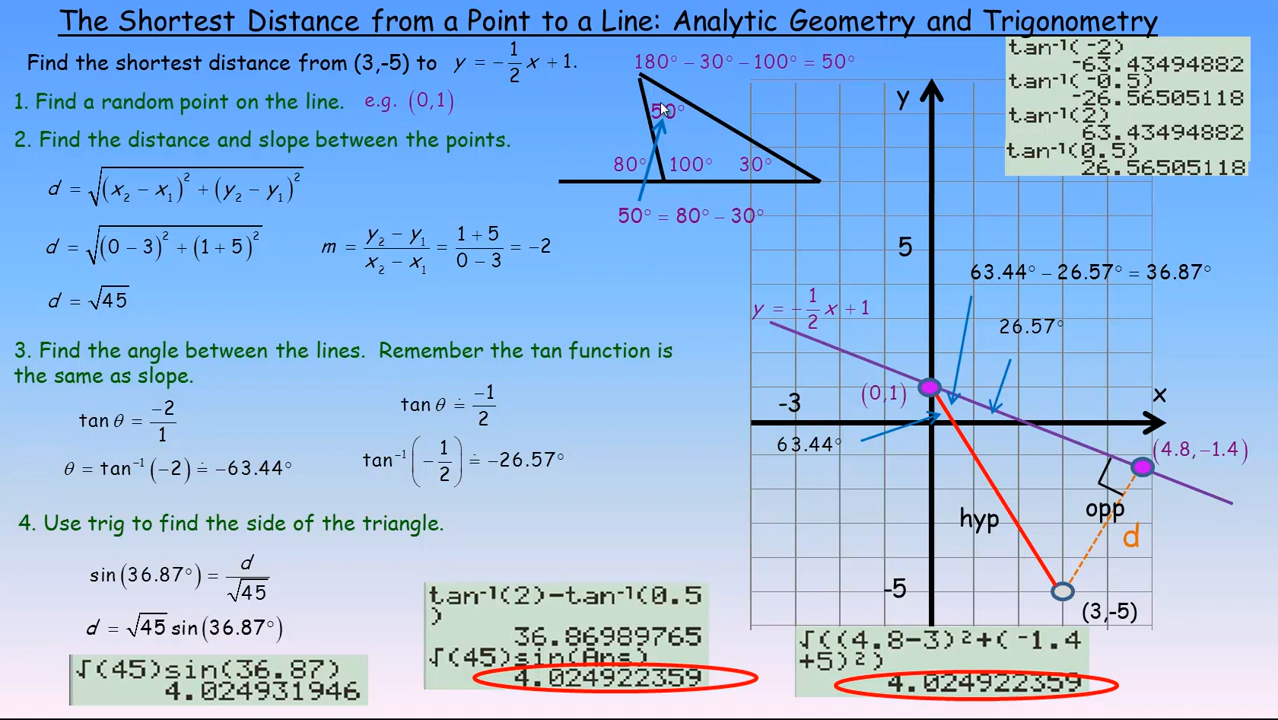 The Shortest Distance from a Point to a Line: Analytic Geometry and Trigonometry
Find the shortest distance from (3,-5) to y = -1/2 x + 1.
1. Find a random point on the line. e.g. (0,1)
2. Find the distance and slope between the points.
d = √((x₂ − x₁)² + (y₂ − y₁)²)
d = √((0 − 3)² + (1 + 5)²)
m = (y₂ − y₁)/(x₂ − x₁) = (1 + 5)/(0 − 3) = −2
d = √45
3. Find the angle between the lines. Remember the tan function is
the same as slope.
tan θ = −2/1
θ = tan⁻¹(−2) ≐ −63.44°
tan θ ≐ −1/2
tan⁻¹(−1/2) ≐ −26.57°
4. Use trig to find the side of the triangle.
sin(36.87°) = d/√45
d = √45 sin(36.87°)
√(45)sin(36.87)
4.024931946
tan⁻¹(2)-tan⁻¹(0.5
)
36.86989765
√(45)sin(Ans)
4.024922359
180° − 30° − 100° = 50°
50°
80° 100° 30°
50° = 80° − 30°
tan⁻¹(-2)
-63.43494882
tan⁻¹(-0.5)
-26.56505118
tan⁻¹(2)
63.43494882
tan⁻¹(0.5)
26.56505118
y
5
63.44° − 26.57° = 36.87°
y = −1/2 x + 1
26.57°
(0,1)
-3
x
63.44°
(4.8,−1.4)
hyp
opp
d
-5
(3,-5)
√((4.8-3)²+(-1.4
+5)²)
4.024922359